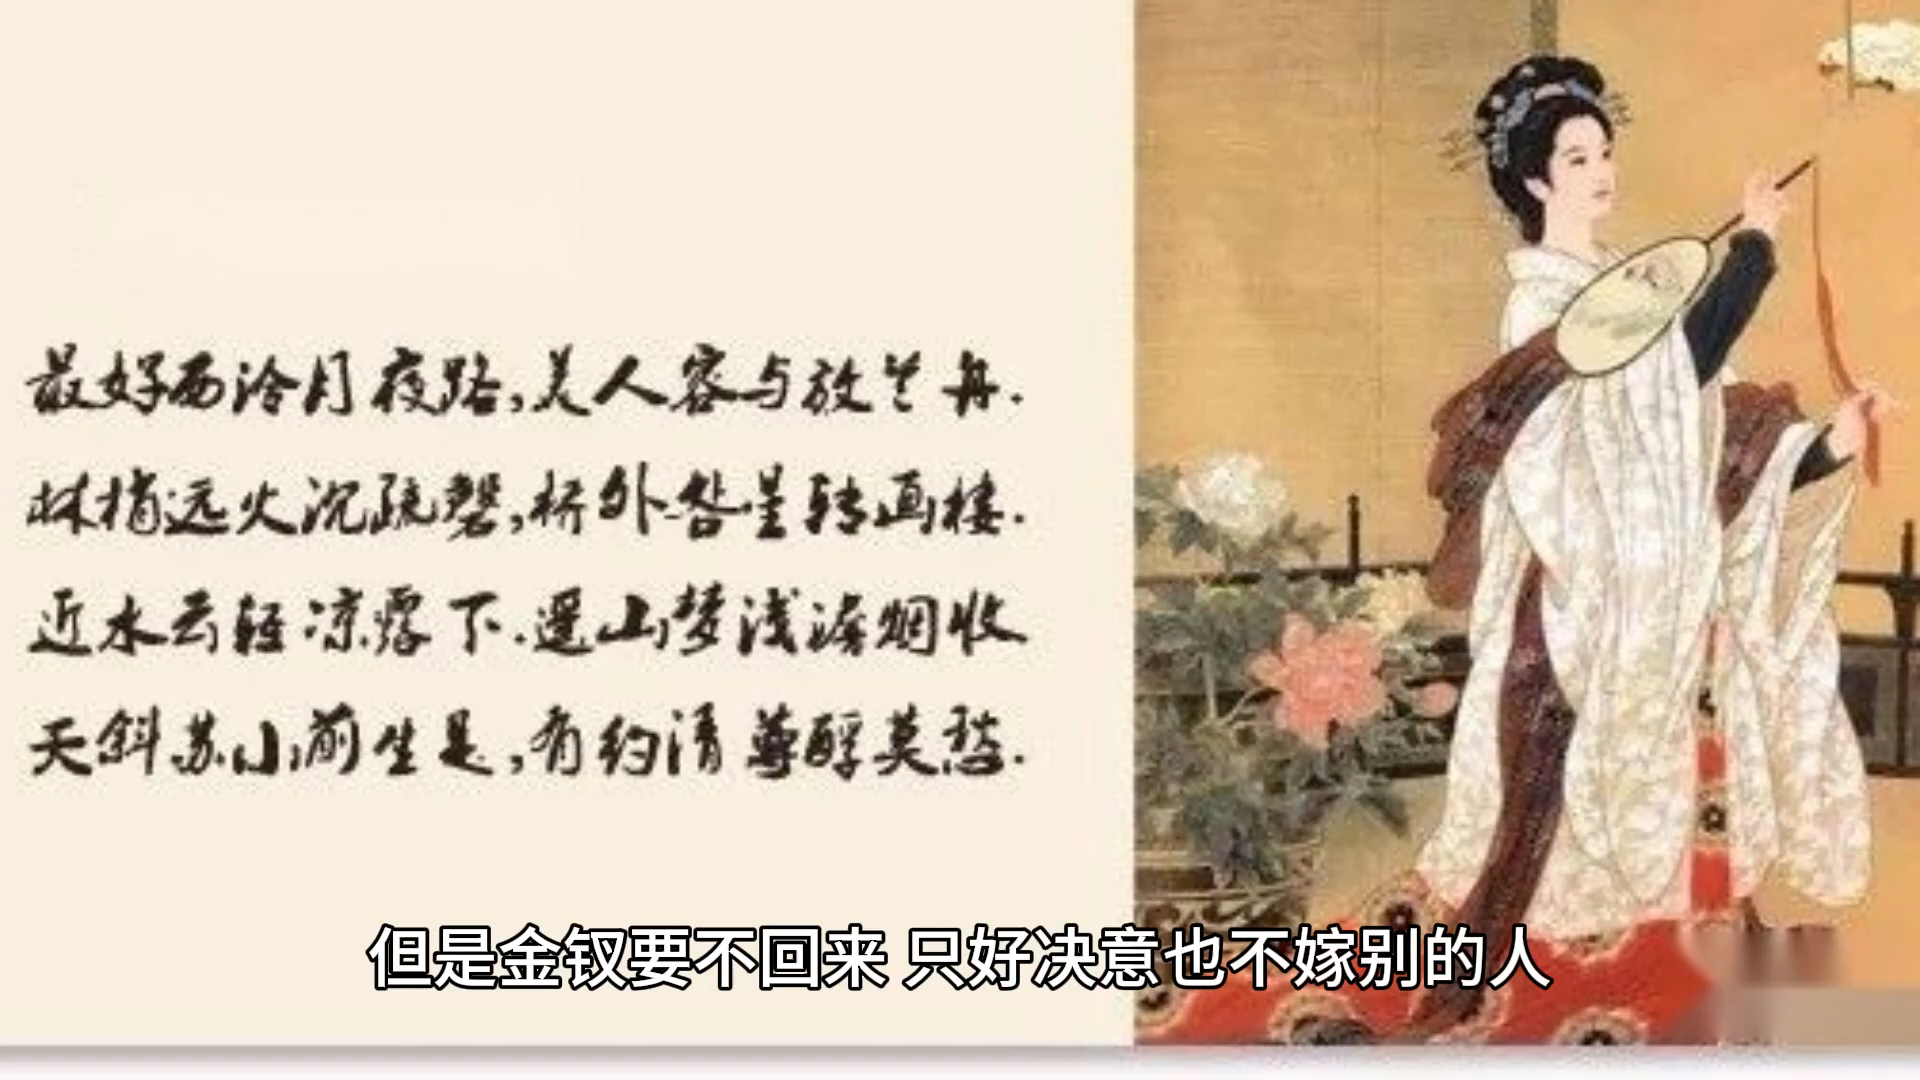 最好西泠月夜路,美人容与放兰舟.
林梢远火沉疏磬,桥外昏星转画楼.
近水云轻凉露下.遥山梦浅澹烟收
天斜苏小前生是,有约清尊醉莫愁.
但是金钗要不回来 只好决意也不嫁别的人